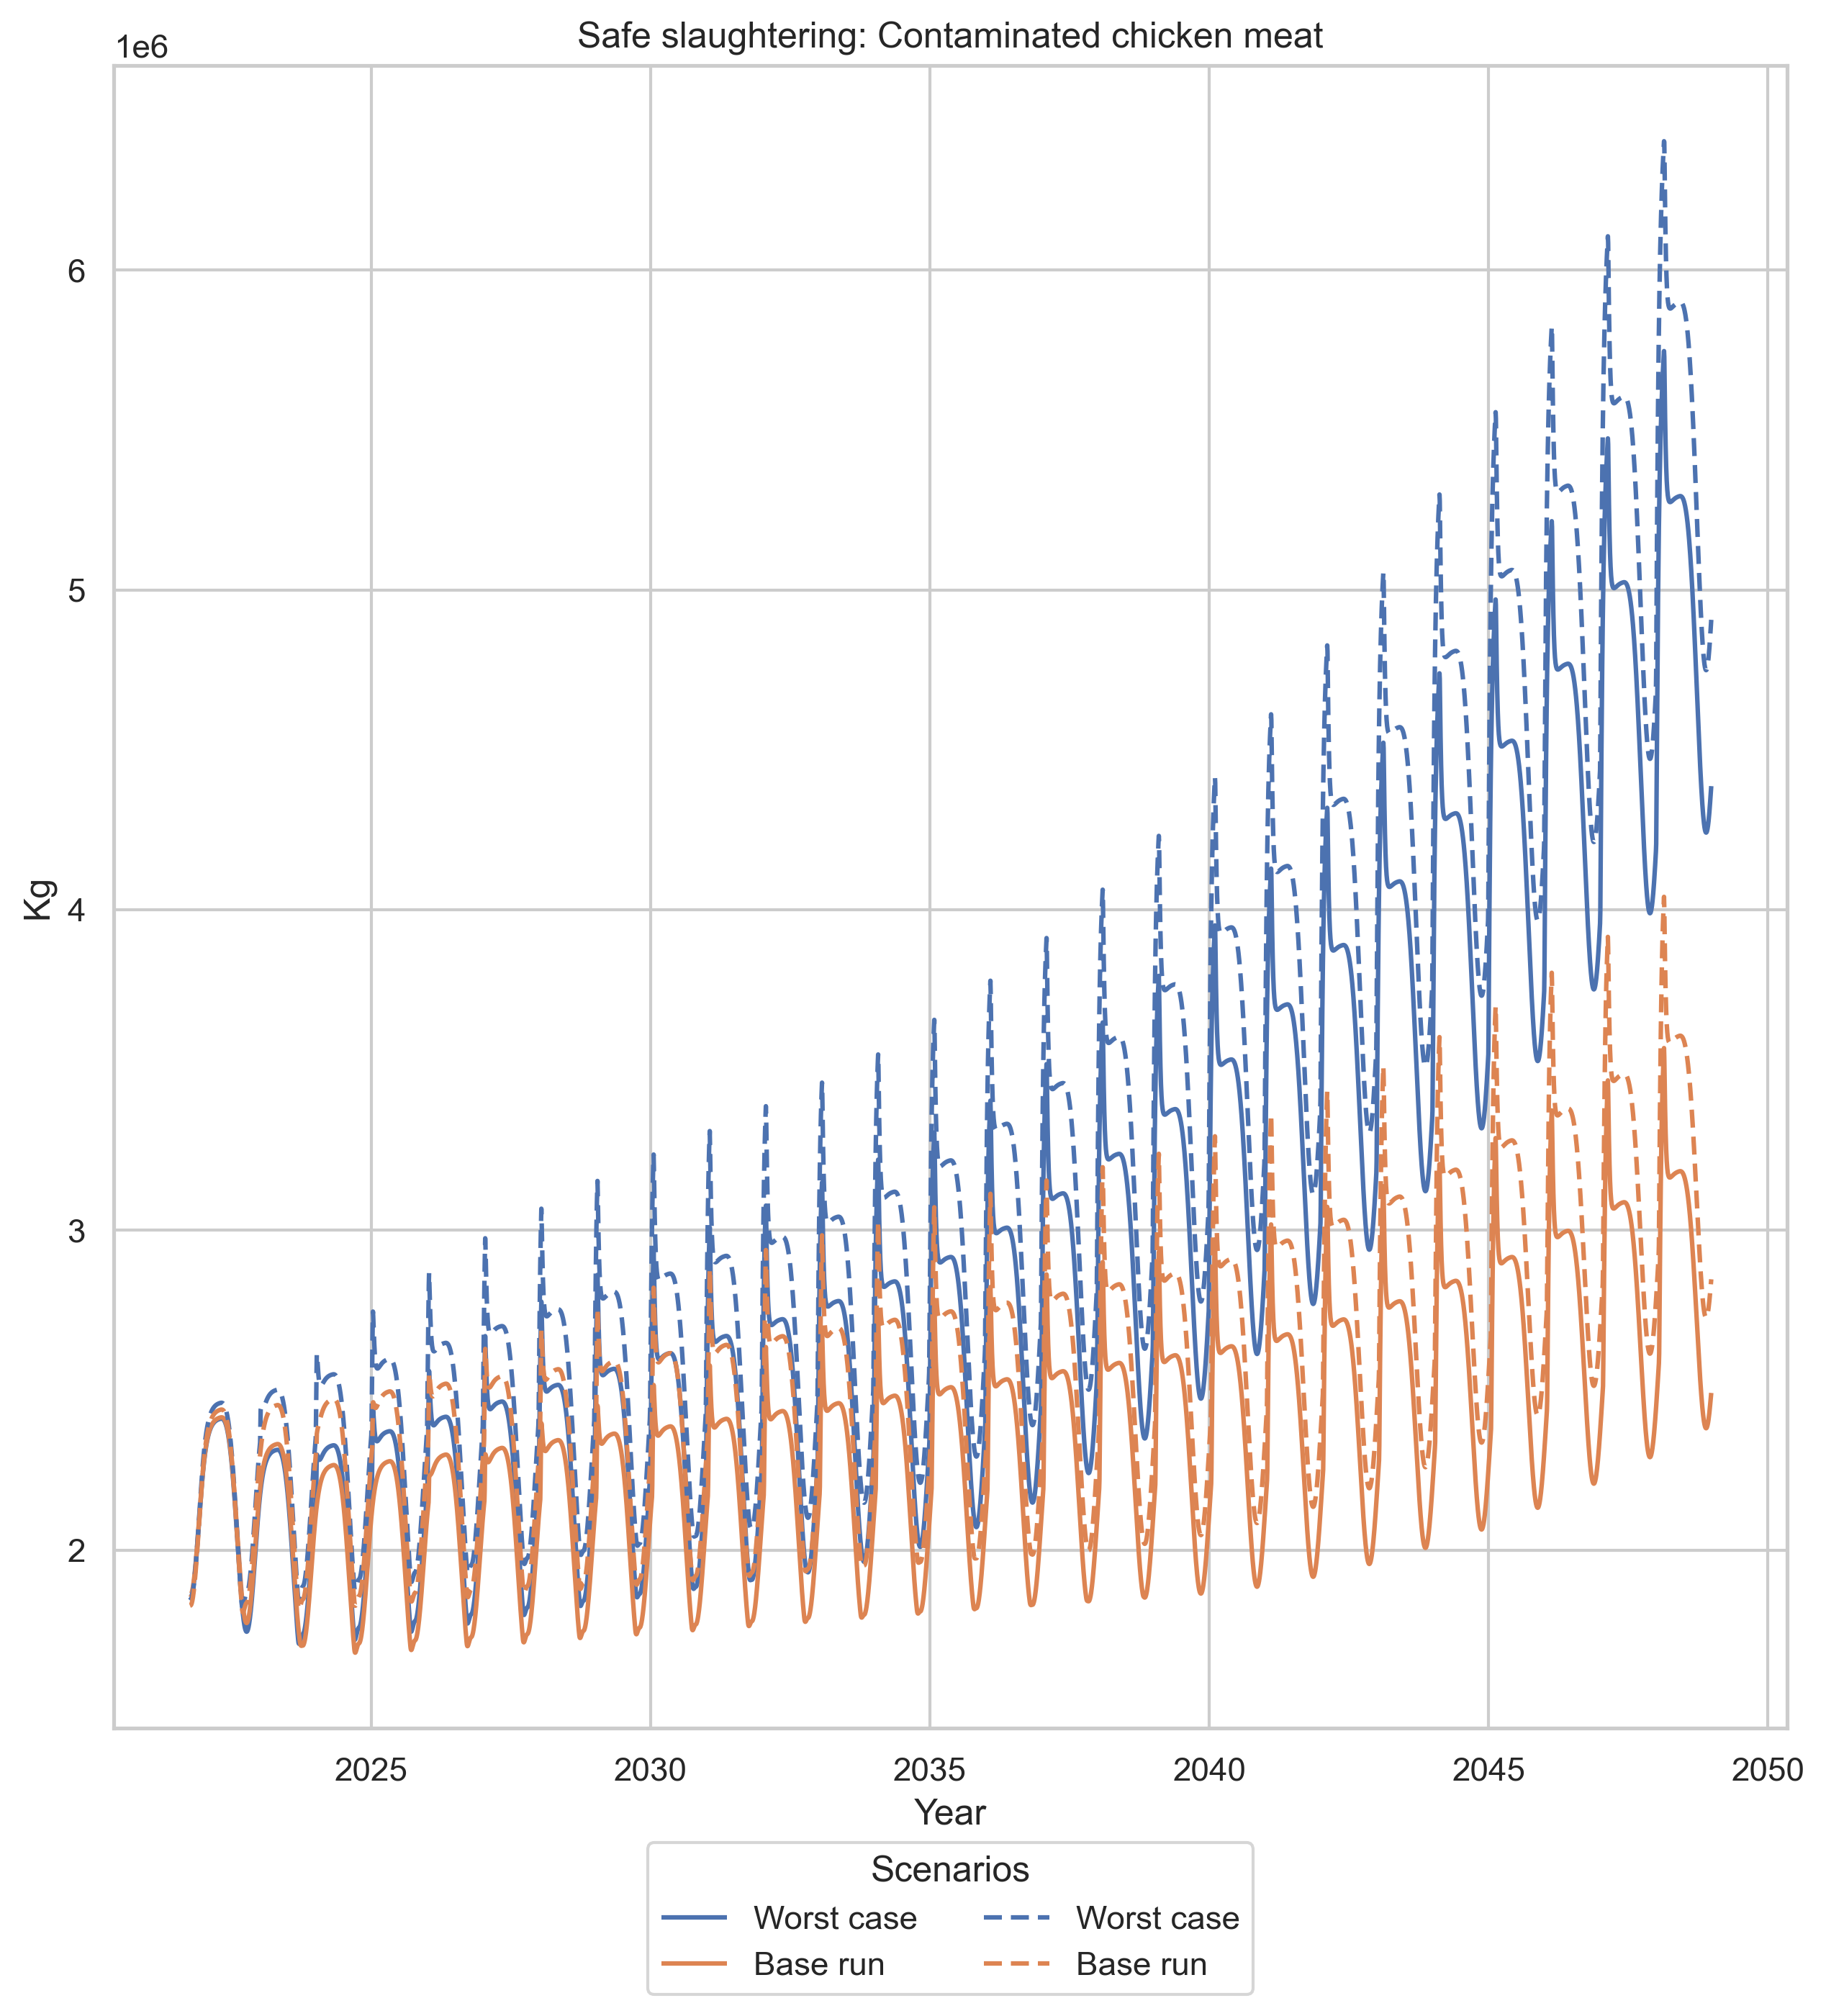 Safe slaughtering: Contaminated chicken meat
1e6
6
5
4
3
2
Kg
2025 2030 2035 2040 2045 2050
Year
Scenarios
Worst case Worst case
Base run Base run